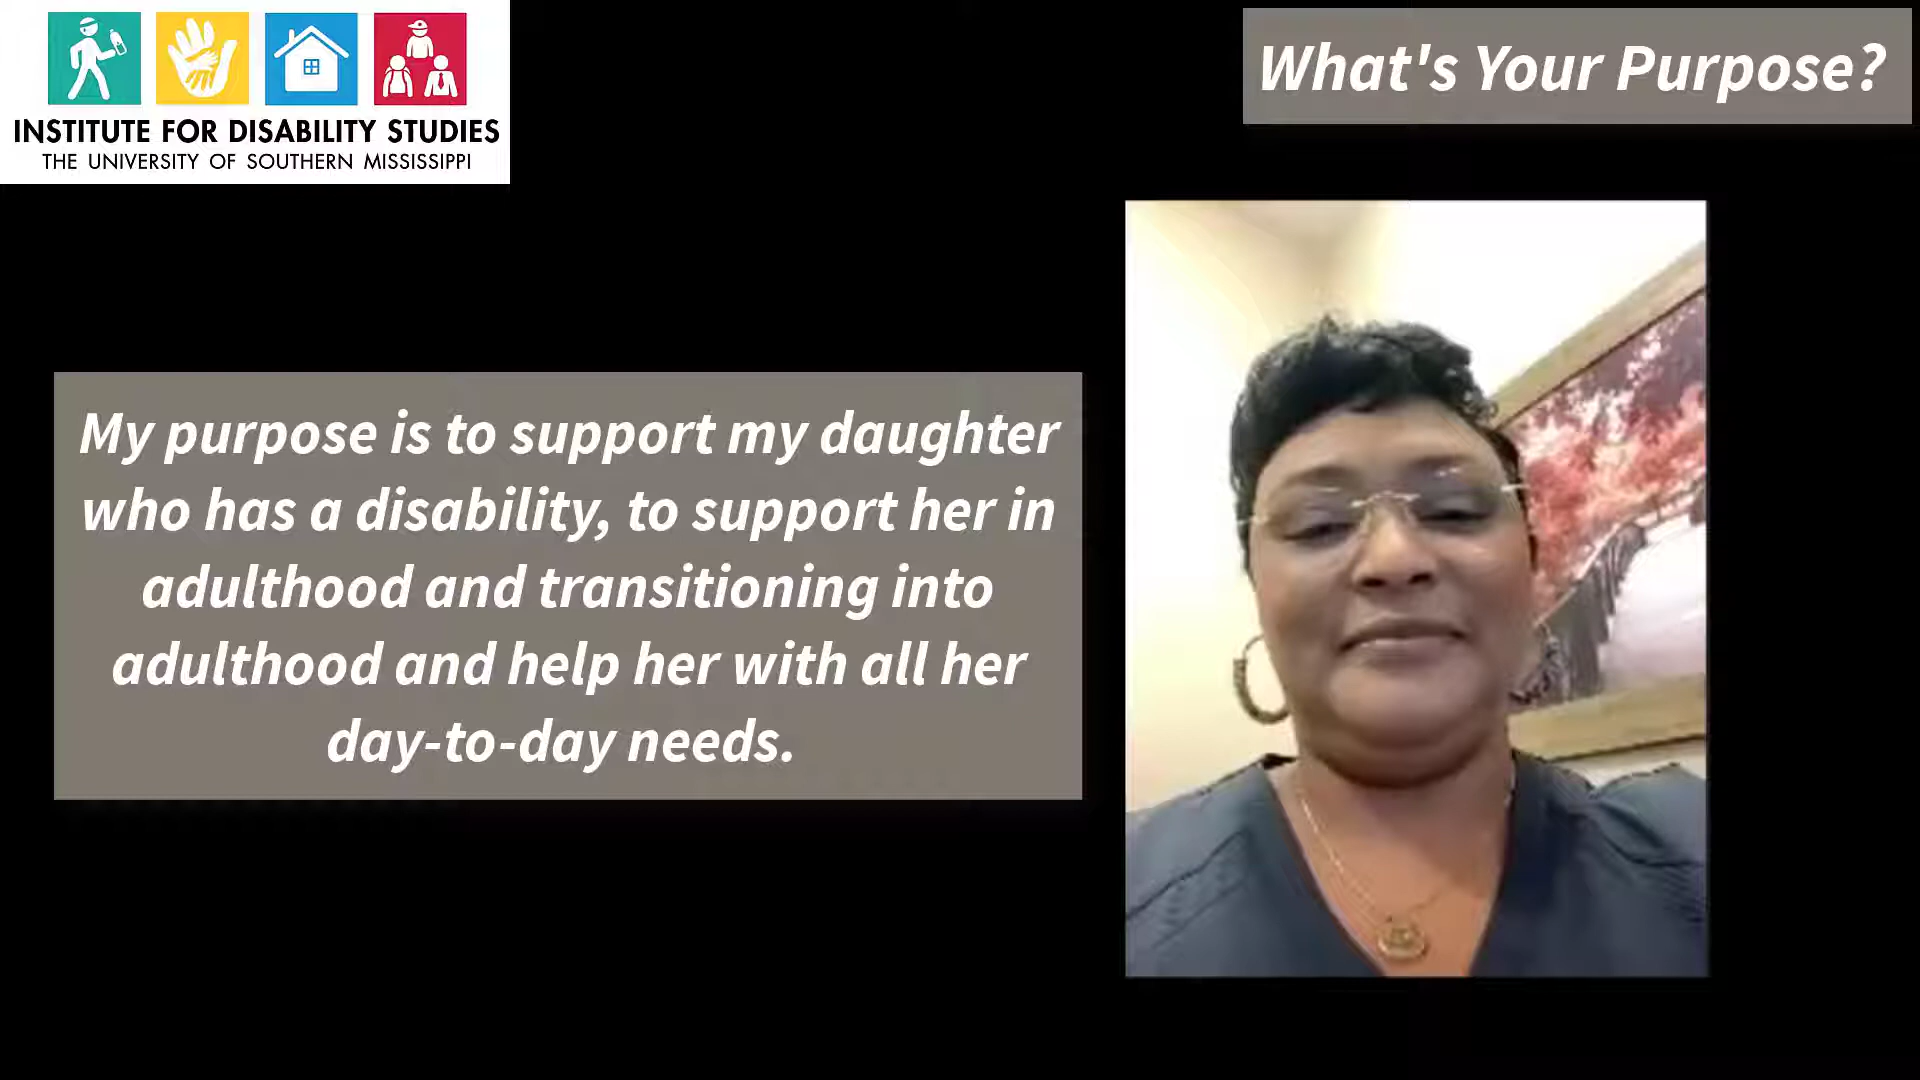 INSTITUTE FOR DISABILITY STUDIES
THE UNIVERSITY OF SOUTHERN MISSISSIPPI
What's Your Purpose?
My purpose is to support my daughter
who has a disability, to support her in
adulthood and transitioning into
adulthood and help her with all her
day-to-day needs.